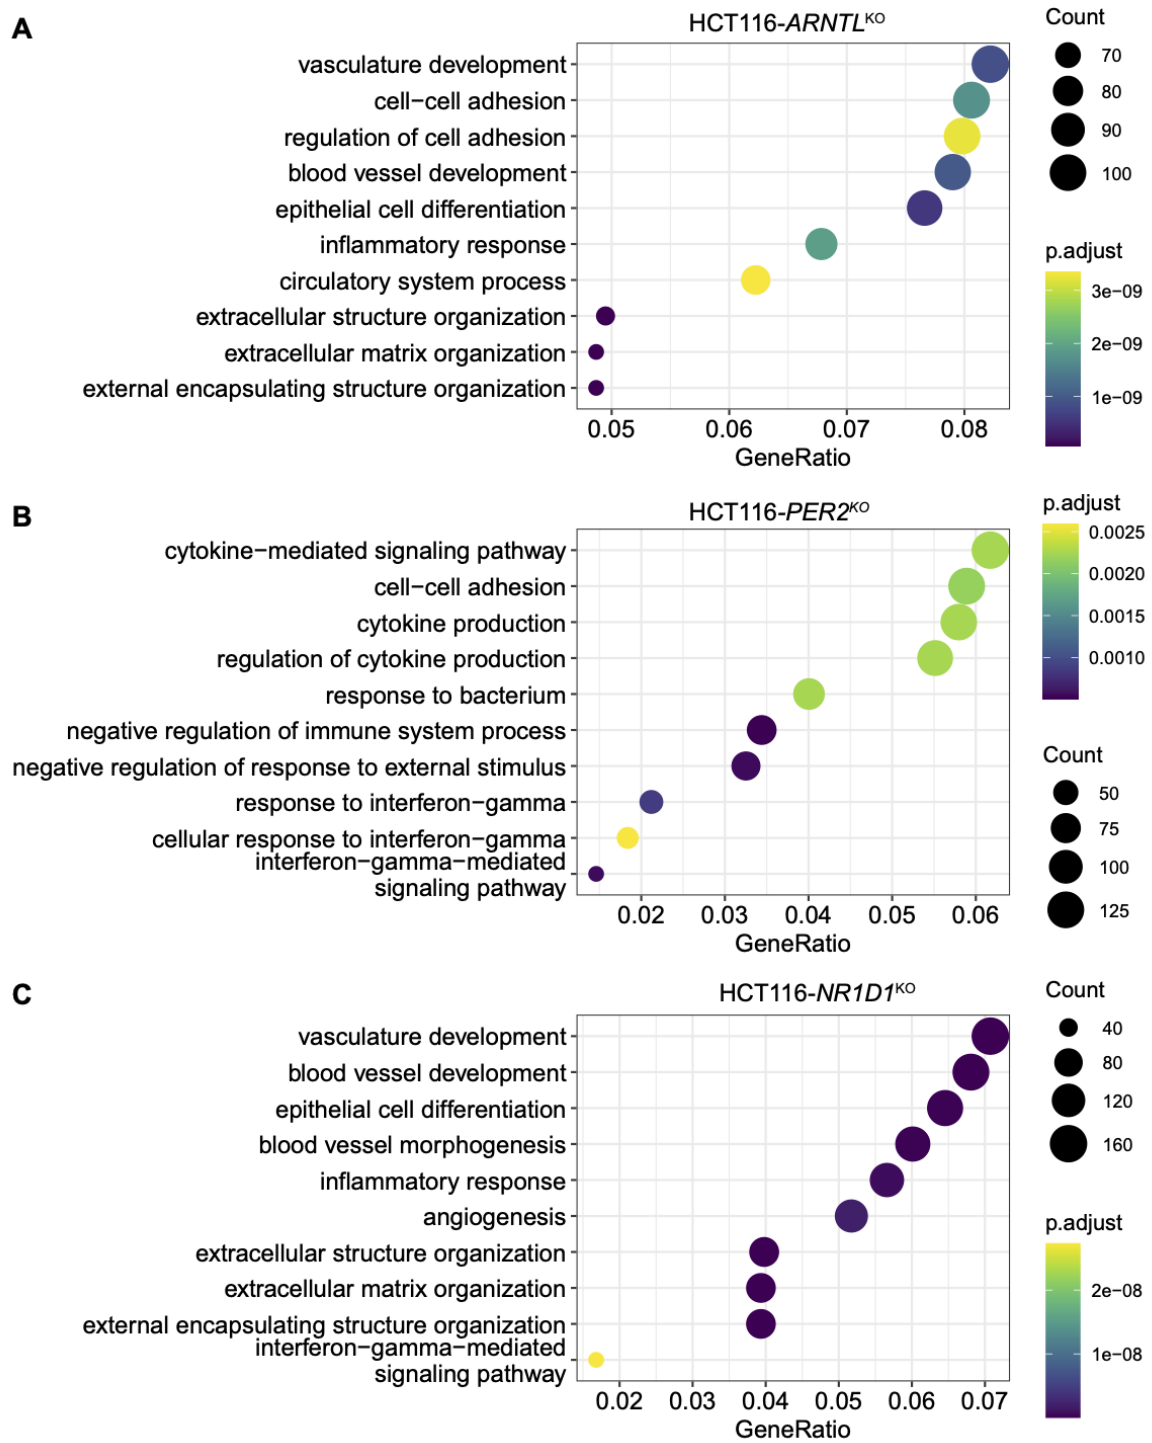 A
HCT116-ARNTLKO
vasculature development
cell−cell adhesion
regulation of cell adhesion
blood vessel development
epithelial cell differentiation
inflammatory response
circulatory system process
extracellular structure organization
extracellular matrix organization
external encapsulating structure organization
0.05 0.06 0.07 0.08
GeneRatio
Count
70
80
90
100
p.adjust
3e−09
2e−09
1e−09
B
HCT116-PER2KO
cytokine−mediated signaling pathway
cell−cell adhesion
cytokine production
regulation of cytokine production
response to bacterium
negative regulation of immune system process
negative regulation of response to external stimulus
response to interferon−gamma
cellular response to interferon−gamma
interferon−gamma−mediated
signaling pathway
0.02 0.03 0.04 0.05 0.06
GeneRatio
p.adjust
0.0025
0.0020
0.0015
0.0010
Count
50
75
100
125
C
HCT116-NR1D1KO
vasculature development
blood vessel development
epithelial cell differentiation
blood vessel morphogenesis
inflammatory response
angiogenesis
extracellular structure organization
extracellular matrix organization
external encapsulating structure organization
interferon−gamma−mediated
signaling pathway
0.02 0.03 0.04 0.05 0.06 0.07
GeneRatio
Count
40
80
120
160
p.adjust
2e−08
1e−08